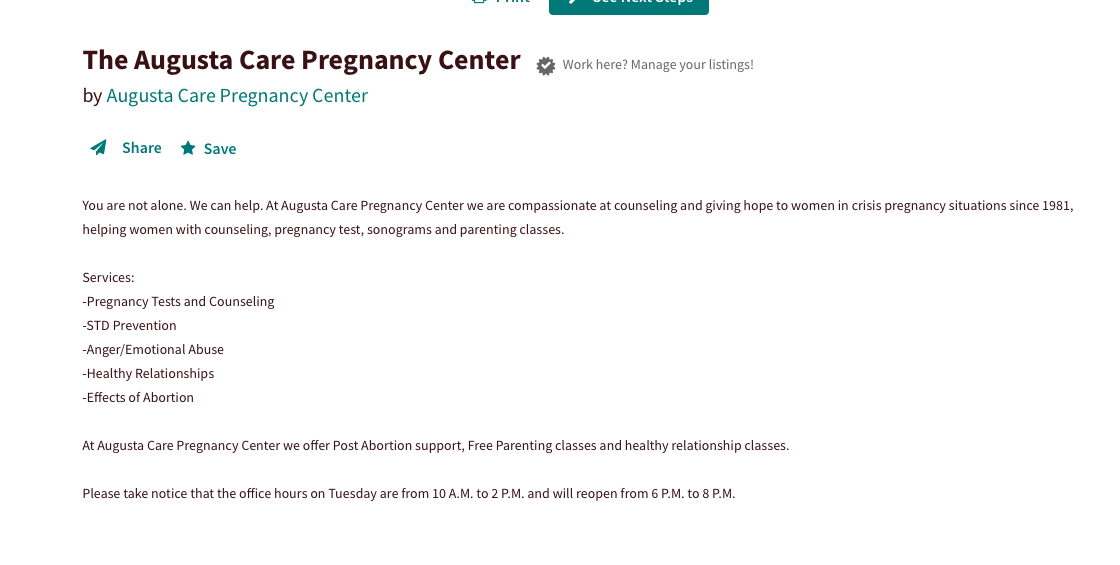 Print See Next Steps
The Augusta Care Pregnancy Center Work here? Manage your listings!
by Augusta Care Pregnancy Center
Share Save
You are not alone. We can help. At Augusta Care Pregnancy Center we are compassionate at counseling and giving hope to women in crisis pregnancy situations since 1981,
helping women with counseling, pregnancy test, sonograms and parenting classes.
Services:
-Pregnancy Tests and Counseling
-STD Prevention
-Anger/Emotional Abuse
-Healthy Relationships
-Effects of Abortion
At Augusta Care Pregnancy Center we offer Post Abortion support, Free Parenting classes and healthy relationship classes.
Please take notice that the office hours on Tuesday are from 10 A.M. to 2 P.M. and will reopen from 6 P.M. to 8 P.M.